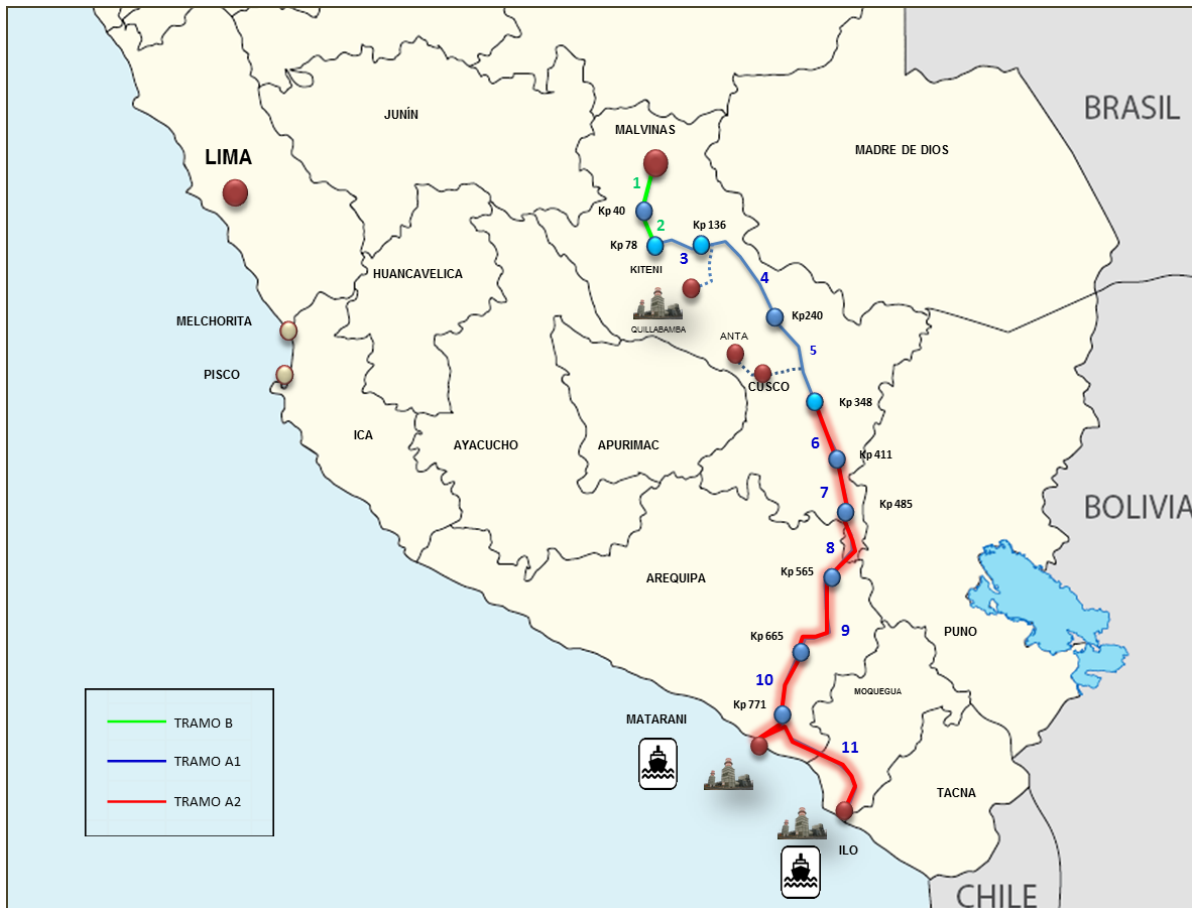 BRASIL
JUNÍN
MALVINAS
MADRE DE DIOS
LIMA
1
Kp 40
2
Kp 136
Kp 78
3
KITENI
HUANCAVELICA
4
QUILLABAMBA
Kp240
MELCHORITA
ANTA
5
PISCO
CUSCO
Kp 348
ICA
AYACUCHO
APURIMAC
6
Kp 411
7
Kp 485
BOLIVIA
8
Kp 565
AREQUIPA
9
PUNO
Kp 665
10
MOQUEGUA
Kp 771
MATARANI
11
TRAMO B
TRAMO A1
TRAMO A2
TACNA
ILO
CHILE